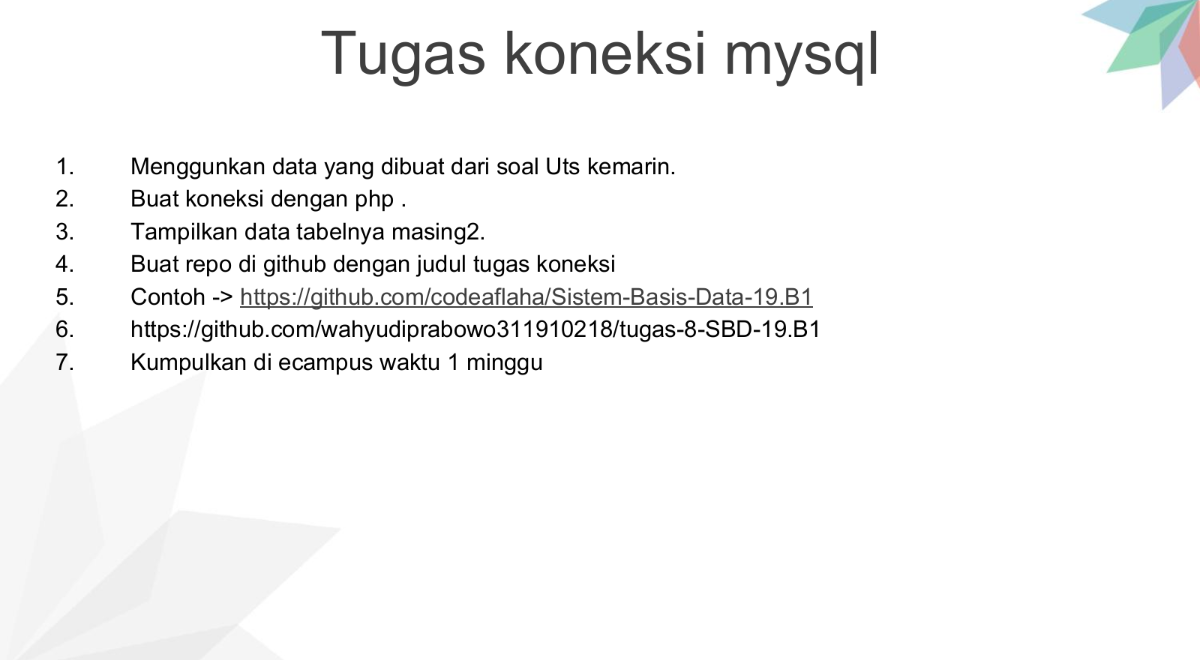 Tugas koneksi mysql
1. Menggunkan data yang dibuat dari soal Uts kemarin.
2. Buat koneksi dengan php .
3. Tampilkan data tabelnya masing2.
4. Buat repo di github dengan judul tugas koneksi
5. Contoh -> https://github.com/codeaflaha/Sistem-Basis-Data-19.B1
6. https://github.com/wahyudiprabowo311910218/tugas-8-SBD-19.B1
7. Kumpulkan di ecampus waktu 1 minggu